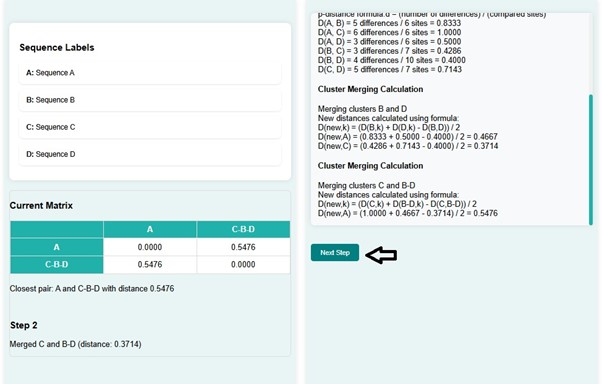 Sequence Labels
A: Sequence A
B: Sequence B
C: Sequence C
D: Sequence D
Current Matrix
A C-B-D
A 0.0000 0.5476
C-B-D 0.5476 0.0000
Closest pair: A and C-B-D with distance 0.5476
Step 2
Merged C and B-D (distance: 0.3714)
p-distance formula:d = (number of differences) / (compared sites)
D(A, B) = 5 differences / 6 sites = 0.8333
D(A, C) = 6 differences / 6 sites = 1.0000
D(A, D) = 3 differences / 6 sites = 0.5000
D(B, C) = 3 differences / 7 sites = 0.4286
D(B, D) = 4 differences / 10 sites = 0.4000
D(C, D) = 5 differences / 7 sites = 0.7143
Cluster Merging Calculation
Merging clusters B and D
New distances calculated using formula:
D(new,k) = (D(B,k) + D(D,k) - D(B,D)) / 2
D(new,A) = (0.8333 + 0.5000 - 0.4000) / 2 = 0.4667
D(new,C) = (0.4286 + 0.7143 - 0.4000) / 2 = 0.3714
Cluster Merging Calculation
Merging clusters C and B-D
New distances calculated using formula:
D(new,k) = (D(C,k) + D(B-D,k) - D(C,B-D)) / 2
D(new,A) = (1.0000 + 0.4667 - 0.3714) / 2 = 0.5476
Next Step